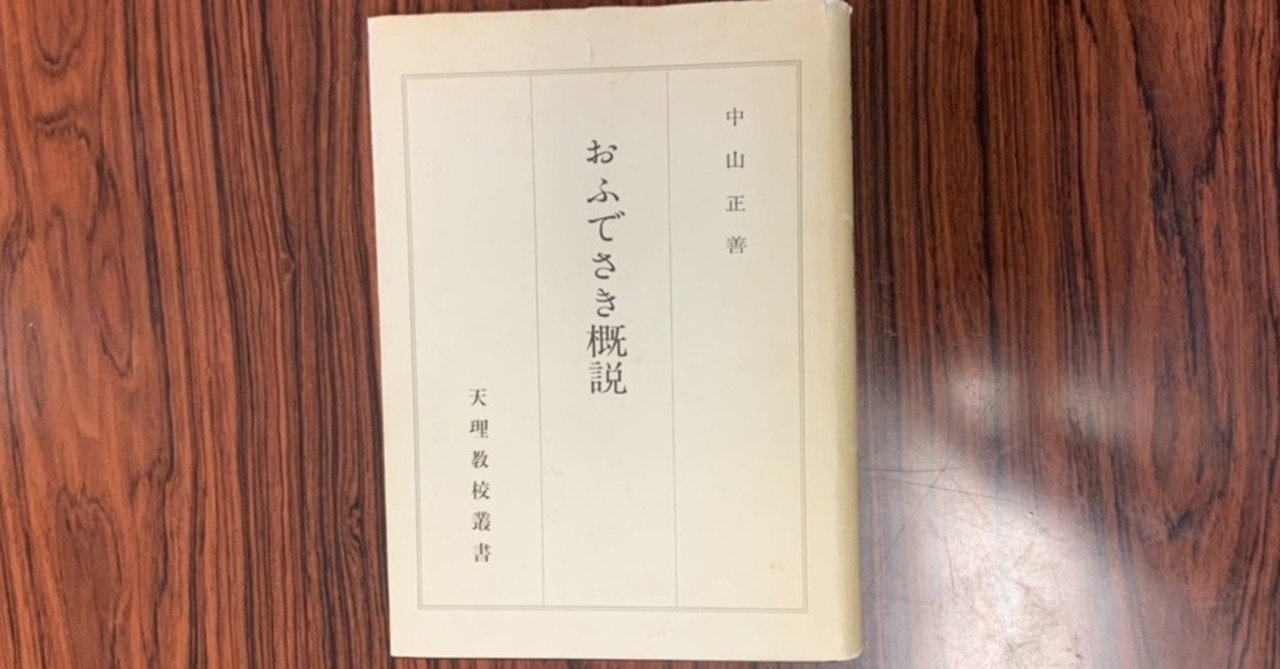 中山正善
おふでさき概説
天理教校叢書